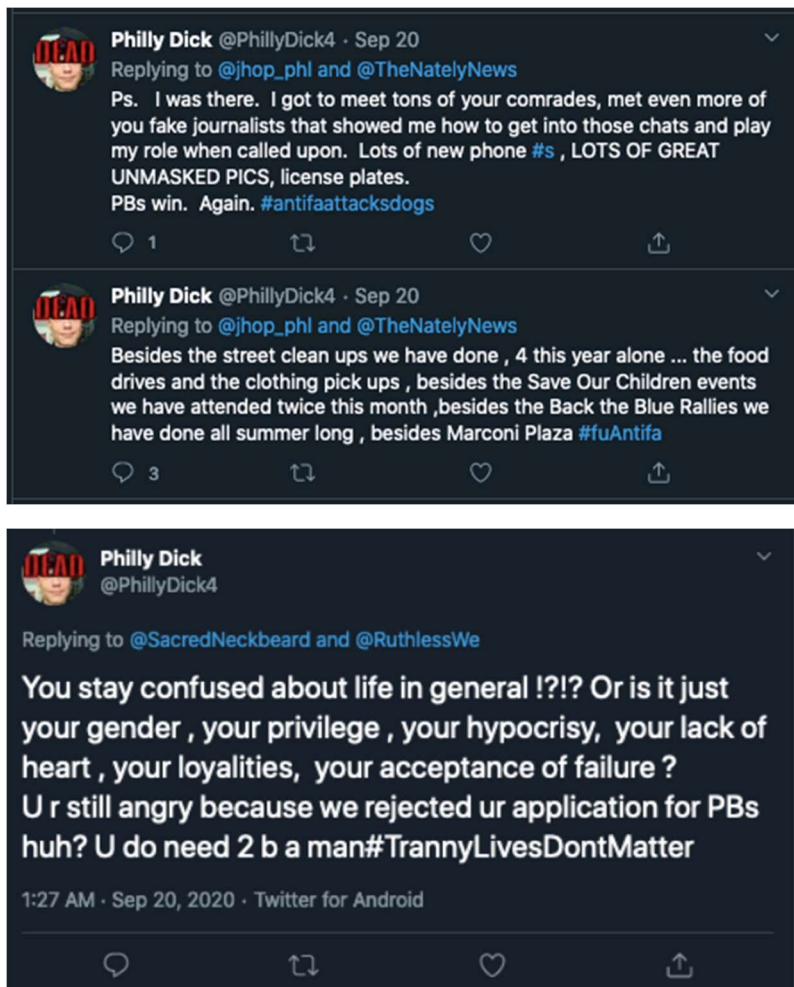 DEAD
Philly Dick @PhillyDick4 · Sep 20
Replying to @jhop_phl and @TheNatelyNews
Ps. I was there. I got to meet tons of your comrades, met even more of
you fake journalists that showed me how to get into those chats and play
my role when called upon. Lots of new phone #s , LOTS OF GREAT
UNMASKED PICS, license plates.
PBs win. Again. #antifaattacksdogs
1
DEAD
Philly Dick @PhillyDick4 · Sep 20
Replying to @jhop_phl and @TheNatelyNews
Besides the street clean ups we have done , 4 this year alone ... the food
drives and the clothing pick ups , besides the Save Our Children events
we have attended twice this month ,besides the Back the Blue Rallies we
have done all summer long , besides Marconi Plaza #fuAntifa
3
DEAD
Philly Dick
@PhillyDick4
Replying to @SacredNeckbeard and @RuthlessWe
You stay confused about life in general !?!? Or is it just
your gender , your privilege , your hypocrisy, your lack of
heart , your loyalities, your acceptance of failure ?
U r still angry because we rejected ur application for PBs
huh? U do need 2 b a man#TrannyLivesDontMatter
1:27 AM · Sep 20, 2020 · Twitter for Android